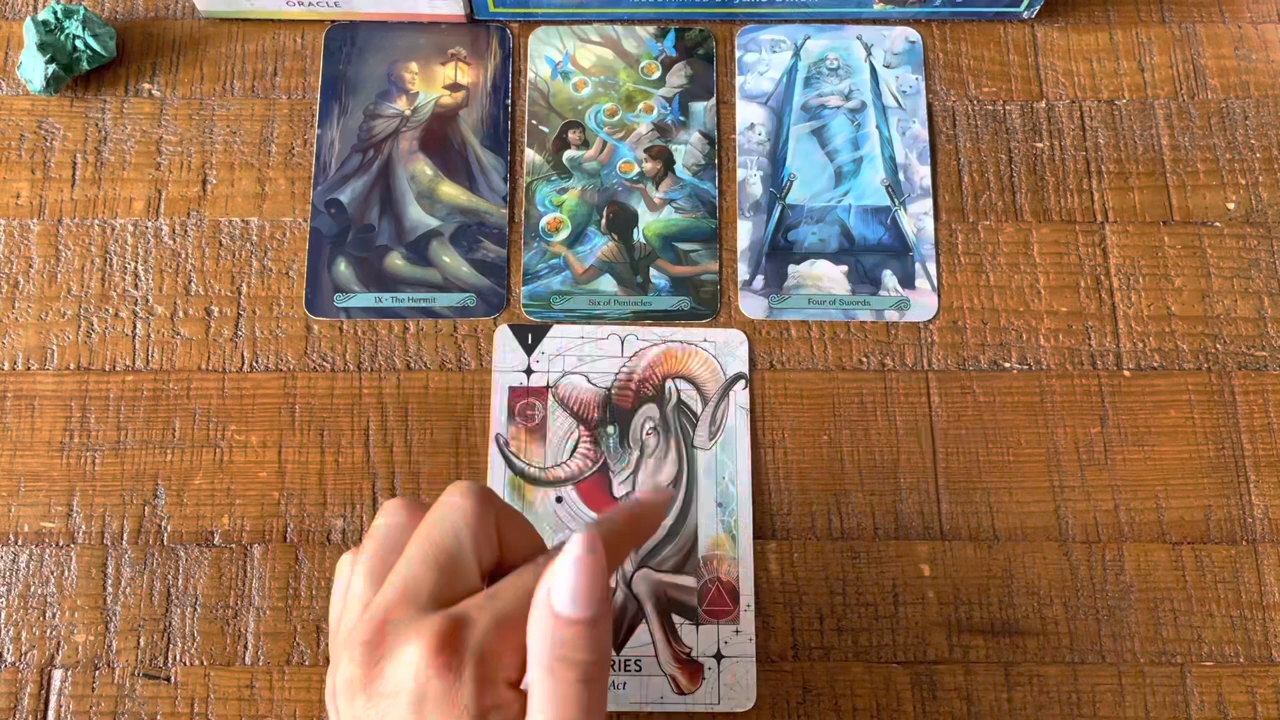 ORACLE
IX - The Hermit
Six of Pentacles
Four of Swords
I
RIES
Act